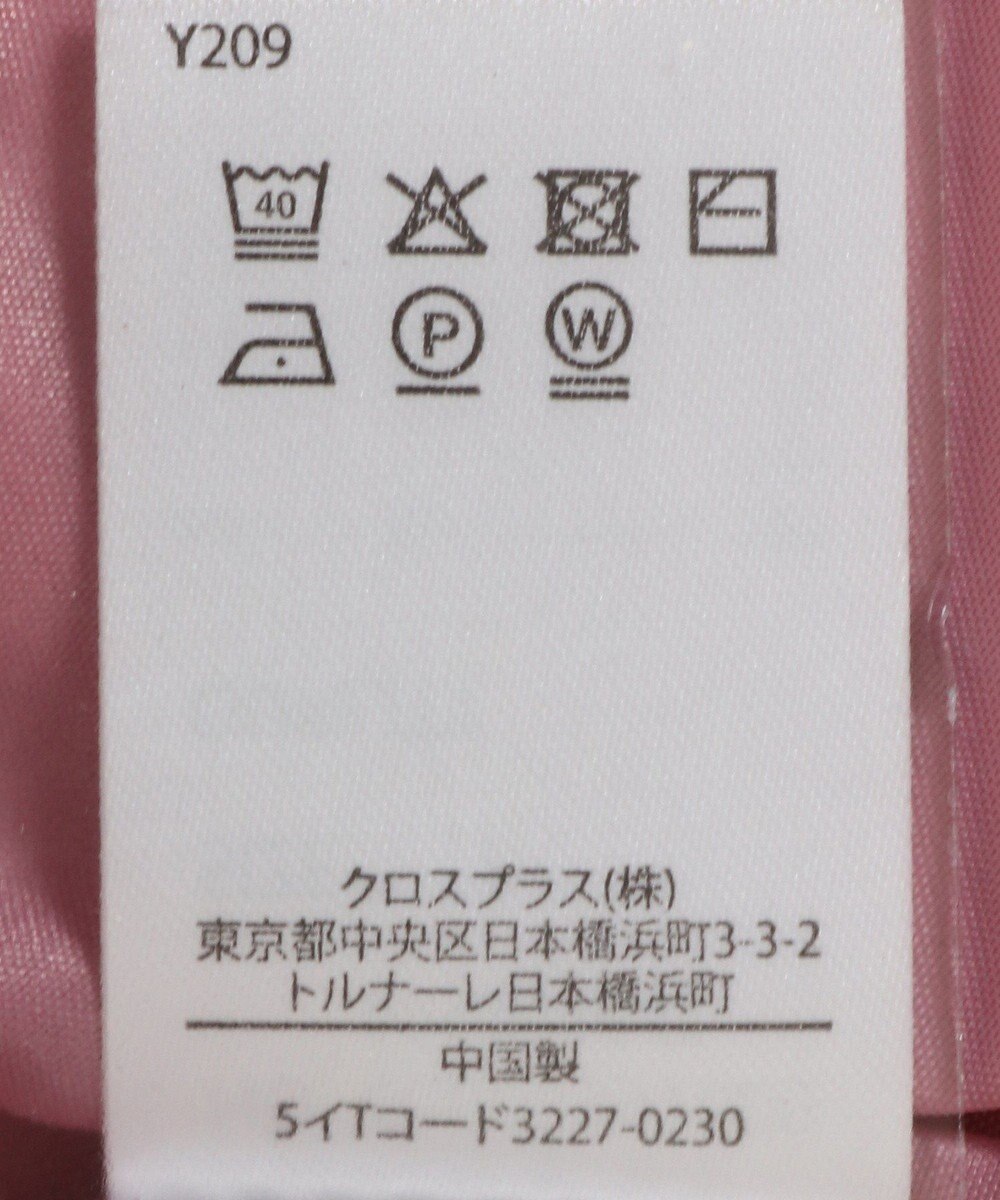 Y209
40
P W
クロスプラス(株)
東京都中央区日本橋浜町3-3-2
トルナーレ日本橋浜町
中国製
5イTコード3227-0230